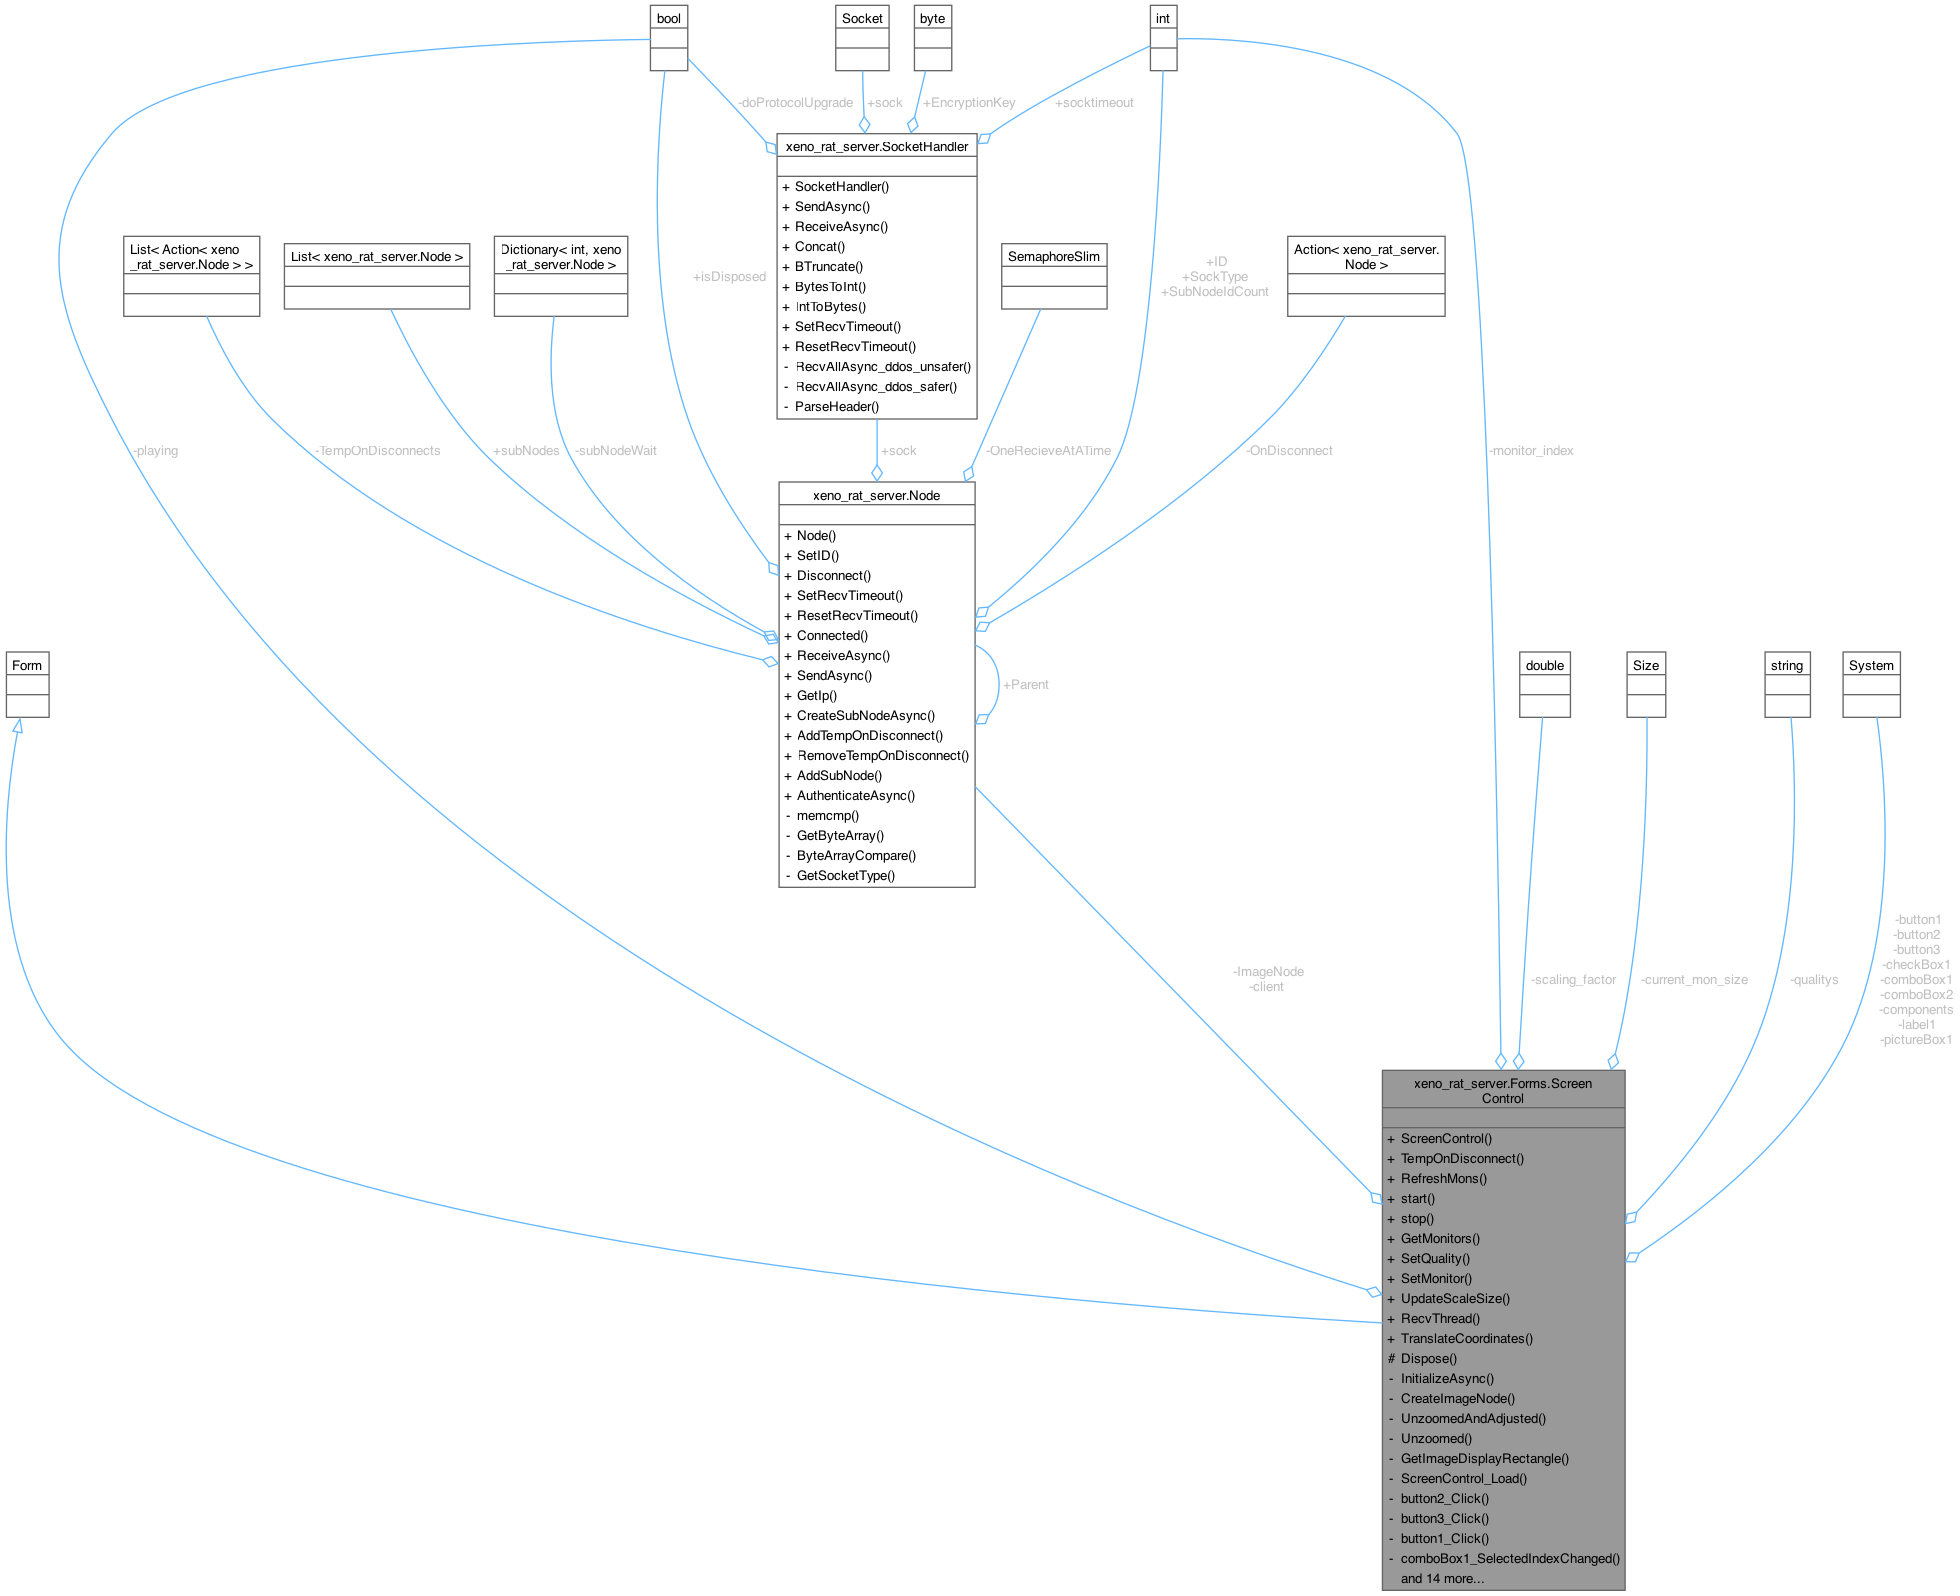 bool
Socket
byte
int
-doProtocolUpgrade
+sock
+EncryptionKey
+socktimeout
xeno_rat_server.SocketHandler
+ SocketHandler()
+ SendAsync()
+ ReceiveAsync()
+ Concat()
+ BTruncate()
+ BytesToInt()
+ IntToBytes()
+ SetRecvTimeout()
+ ResetRecvTimeout()
- RecvAllAsync_ddos_unsafer()
- RecvAllAsync_ddos_safer()
- ParseHeader()
List< Action< xeno
_rat_server.Node > >
List< xeno_rat_server.Node >
Dictionary< int, xeno
_rat_server.Node >
+isDisposed
SemaphoreSlim
+ID
+SockType
+SubNodeIdCount
Action< xeno_rat_server.
Node >
-playing
-TempOnDisconnects
+subNodes
-subNodeWait
+sock
-OneRecieveAtATime
-OnDisconnect
-monitor_index
xeno_rat_server.Node
+ Node()
+ SetID()
+ Disconnect()
+ SetRecvTimeout()
+ ResetRecvTimeout()
+ Connected()
+ ReceiveAsync()
+ SendAsync()
+ GetIp()
+ CreateSubNodeAsync()
+ AddTempOnDisconnect()
+ RemoveTempOnDisconnect()
+ AddSubNode()
+ AuthenticateAsync()
- memcmp()
- GetByteArray()
- ByteArrayCompare()
- GetSocketType()
+Parent
Form
double
Size
string
System
-ImageNode
-client
-scaling_factor
-current_mon_size
-qualitys
-button1
-button2
-button3
-checkBox1
-comboBox1
-comboBox2
-components
-label1
-pictureBox1
xeno_rat_server.Forms.Screen
Control
+ ScreenControl()
+ TempOnDisconnect()
+ RefreshMons()
+ start()
+ stop()
+ GetMonitors()
+ SetQuality()
+ SetMonitor()
+ UpdateScaleSize()
+ RecvThread()
+ TranslateCoordinates()
# Dispose()
- InitializeAsync()
- CreateImageNode()
- UnzoomedAndAdjusted()
- Unzoomed()
- GetImageDisplayRectangle()
- ScreenControl_Load()
- button2_Click()
- button3_Click()
- button1_Click()
- comboBox1_SelectedIndexChanged()
and 14 more...